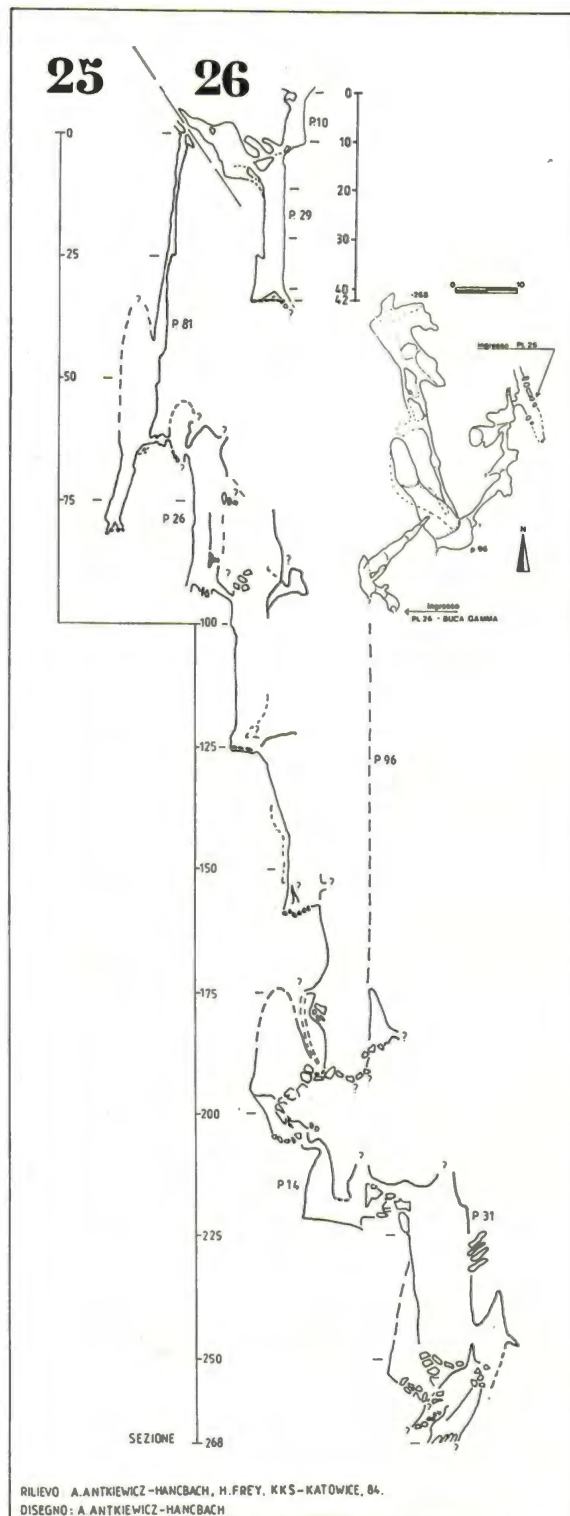 25
26
0
25
50
75
100
125
150
175
200
225
250
268
0
10
20
30
40
42
P.10
P. 29
P 81
P 26
P 96
P 14
P 31
0 10
-268
Ingresso PL 25
P 96
N
Ingresso
PL 26 - BUCA GAMMA
SEZIONE
RILIEVO: A.ANTKIEWICZ-HANCBACH, H.FREY. KKS-KATOWICE, 84.
DISEGNO: A.ANTKIEWICZ-HANCBACH